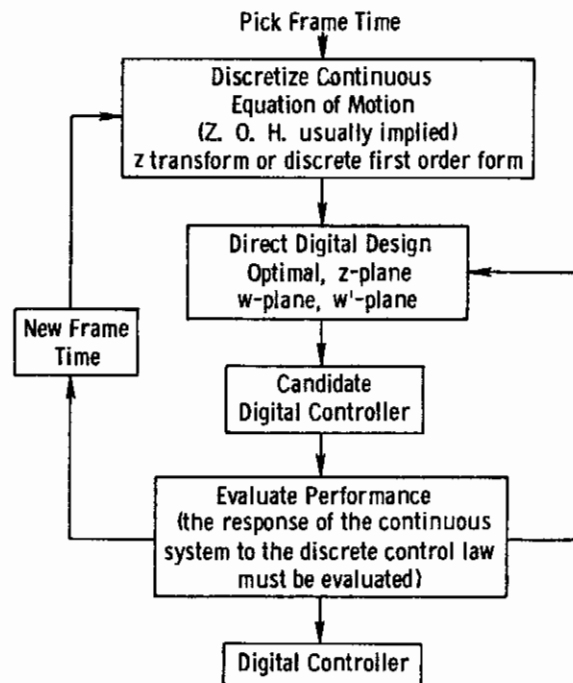 Pick Frame Time
Discretize Continuous
Equation of Motion
(Z. O. H. usually implied)
z transform or discrete first order form
Direct Digital Design
Optimal, z-plane
w-plane, w'-plane
New Frame
Time
Candidate
Digital Controller
Evaluate Performance
(the response of the continuous
system to the discrete control law
must be evaluated)
Digital Controller